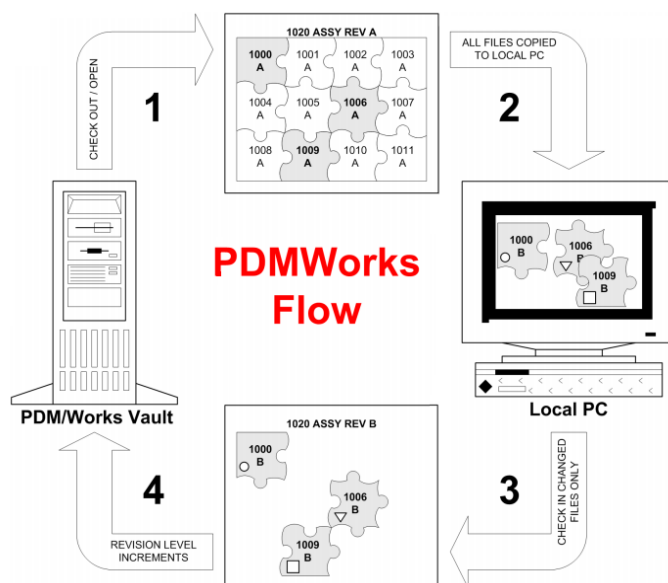 1020 ASSY REV A
1000
A
1001
A
1002
A
1003
A
1004
A
1005
A
1006
A
1007
A
1008
A
1009
A
1010
A
1011
A
CHECK OUT / OPEN
1
ALL FILES COPIED
TO LOCAL PC
2
PDMWorks
Flow
1000
B
1006
B
1009
B
PDM/Works Vault
Local PC
1020 ASSY REV B
1000
B
1006
B
1009
B
3
CHECK IN CHANGED
FILES ONLY
4
REVISION LEVEL
INCREMENTS